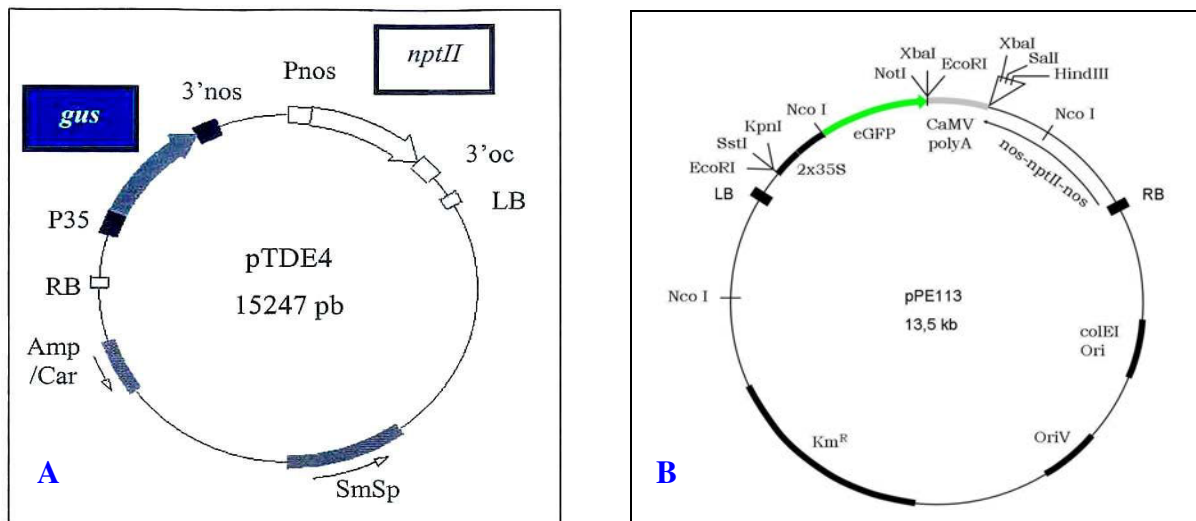 nptII
Pnos
3'nos
gus
3'oc
LB
P35
pTDE4
15247 pb
RB
Amp
/Car
SmSp
A
XbaI
SalI
HindIII
XbaI
EcoRI
NotI
Nco I
Nco I
KpnI
SstI
EcoRI
eGFP
CaMV
polyA
2x35S
nos-nptII-nos
LB
RB
Nco I
pPE113
13,5 kb
colEI
Ori
OriV
KmR
B